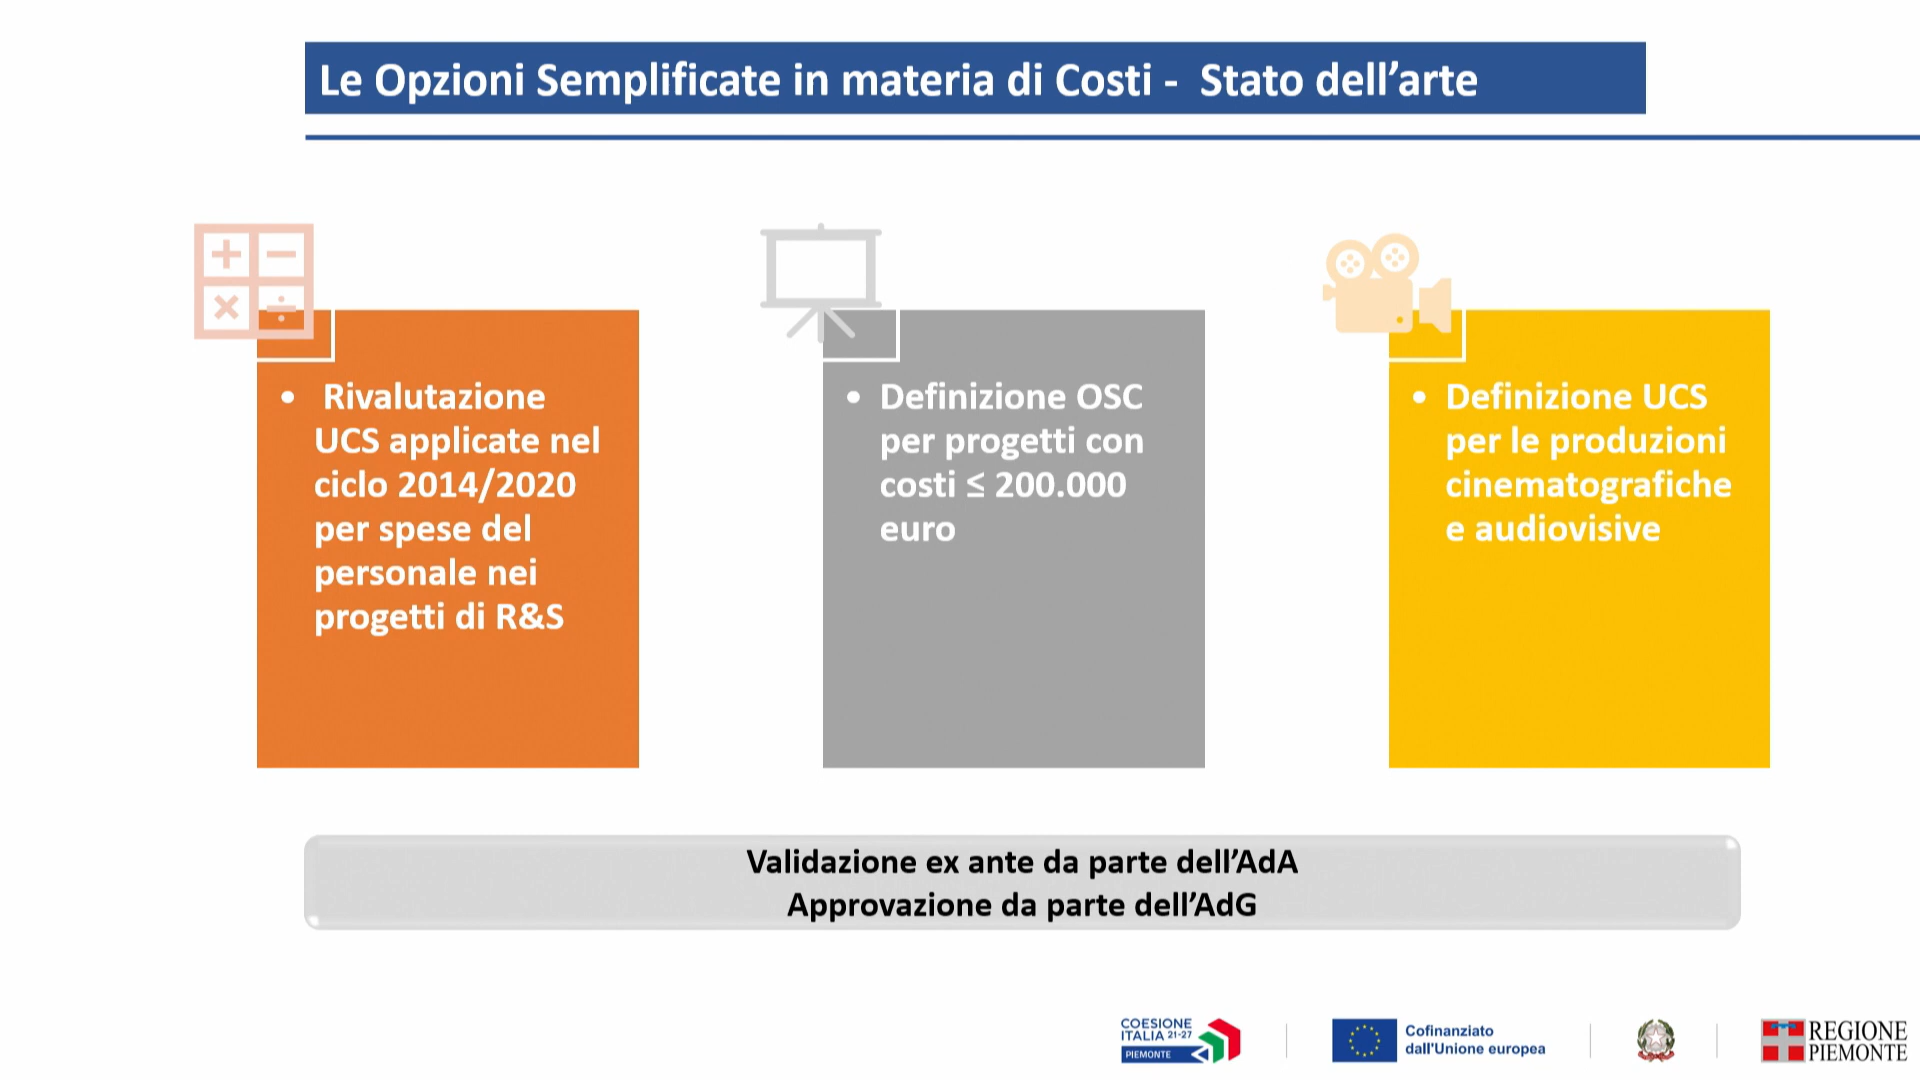 Le Opzioni Semplificate in materia di Costi - Stato dell'arte
• Rivalutazione
UCS applicate nel
ciclo 2014/2020
per spese del
personale nei
progetti di R&S
• Definizione OSC
per progetti con
costi ≤ 200.000
euro
• Definizione UCS
per le produzioni
cinematografiche
e audiovisive
Validazione ex ante da parte dell'AdA
Approvazione da parte dell'AdG
COESIONE
ITALIA 21-27
PIEMONTE
Cofinanziato
dall'Unione europea
REGIONE
PIEMONTE